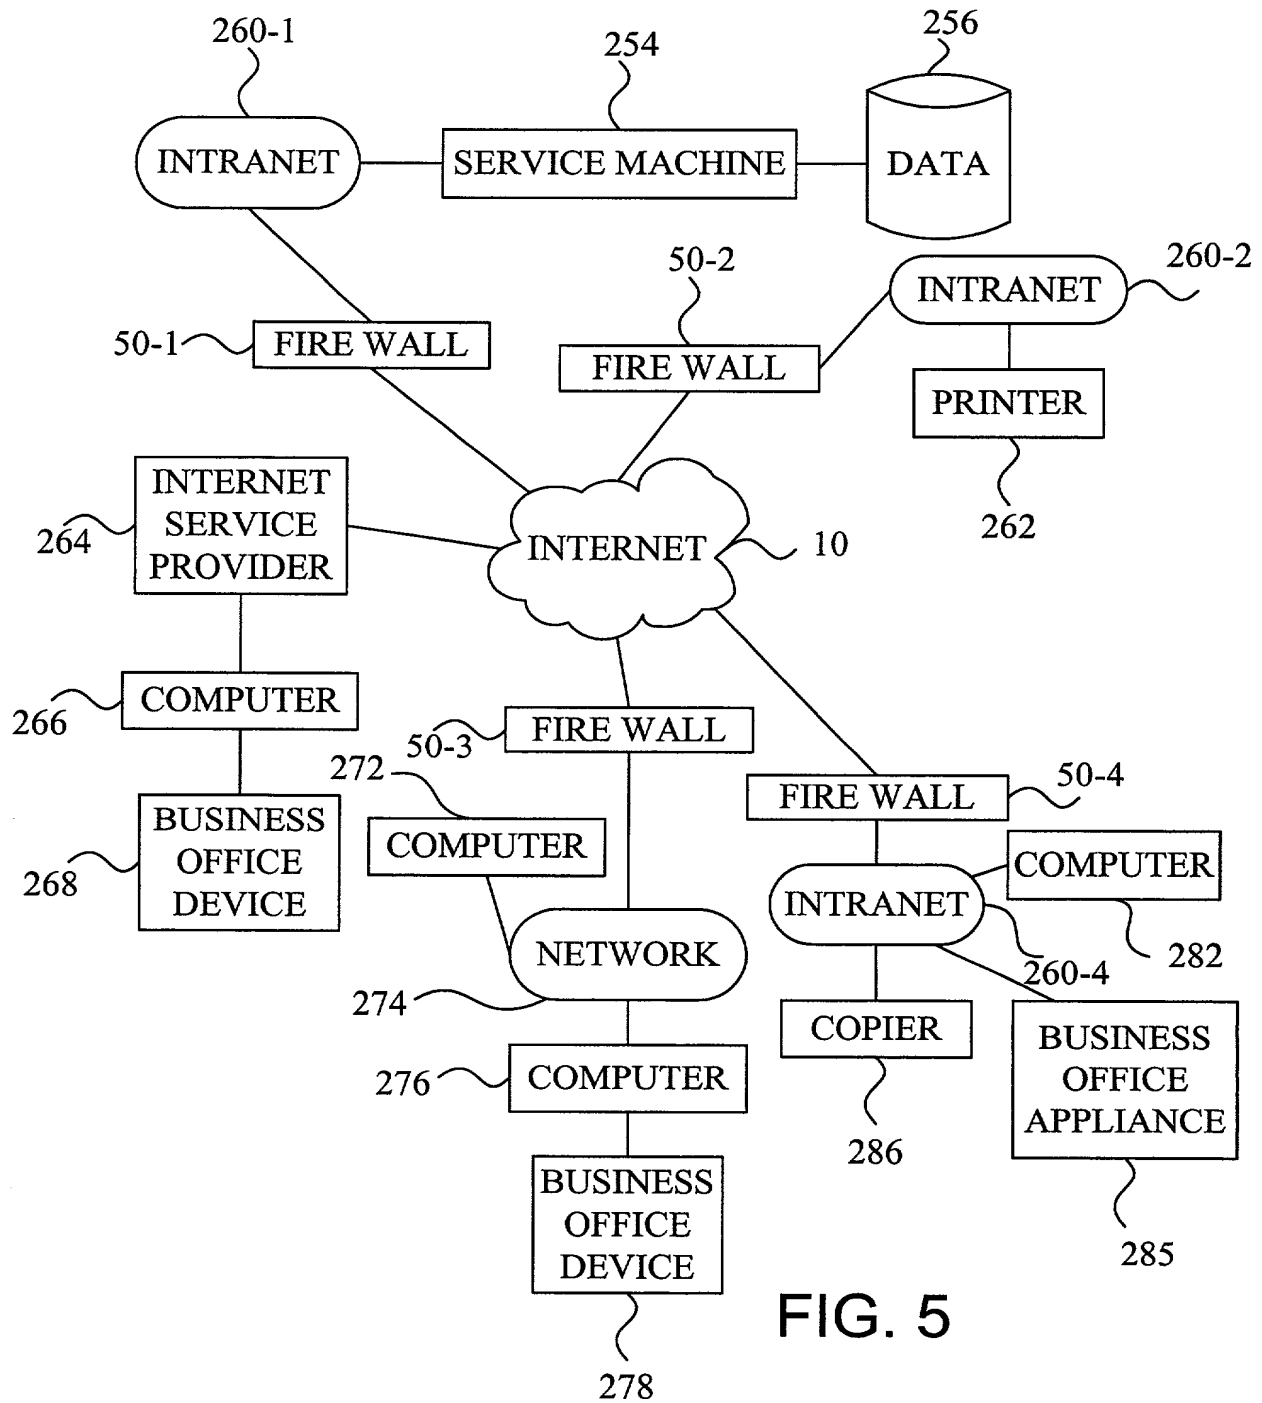 260-1
254
256
INTRANET
SERVICE MACHINE
DATA
50-2
INTRANET
260-2
50-1
FIRE WALL
FIRE WALL
PRINTER
INTERNET
SERVICE
PROVIDER
264
262
INTERNET
10
COMPUTER
266
50-3
FIRE WALL
272
50-4
FIRE WALL
BUSINESS
OFFICE
DEVICE
268
COMPUTER
COMPUTER
INTRANET
282
260-4
NETWORK
274
COPIER
BUSINESS
OFFICE
APPLIANCE
276
COMPUTER
286
BUSINESS
OFFICE
DEVICE
285
FIG. 5
278